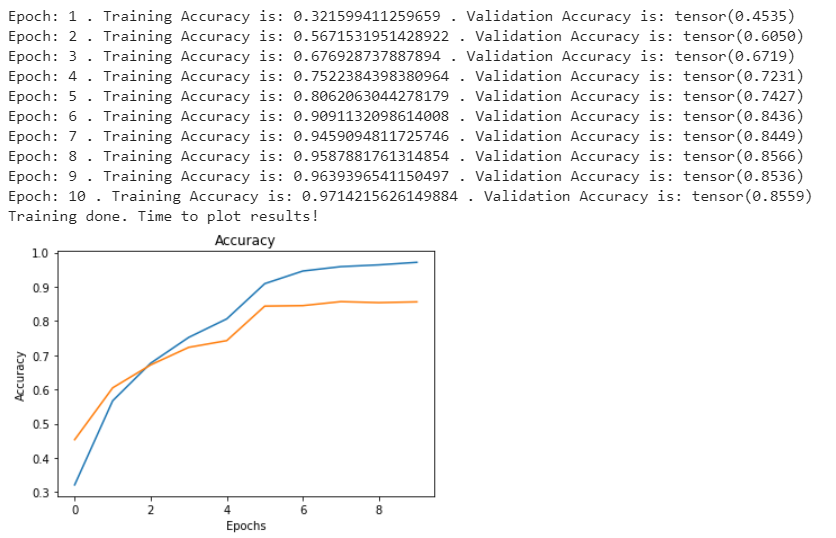 Epoch: 1 . Training Accuracy is: 0.321599411259659 . Validation Accuracy is: tensor(0.4535)
Epoch: 2 . Training Accuracy is: 0.5671531951428922 . Validation Accuracy is: tensor(0.6050)
Epoch: 3 . Training Accuracy is: 0.676928737887894 . Validation Accuracy is: tensor(0.6719)
Epoch: 4 . Training Accuracy is: 0.7522384398380964 . Validation Accuracy is: tensor(0.7231)
Epoch: 5 . Training Accuracy is: 0.8062063044278179 . Validation Accuracy is: tensor(0.7427)
Epoch: 6 . Training Accuracy is: 0.9091132098614008 . Validation Accuracy is: tensor(0.8436)
Epoch: 7 . Training Accuracy is: 0.9459094811725746 . Validation Accuracy is: tensor(0.8449)
Epoch: 8 . Training Accuracy is: 0.9587881761314854 . Validation Accuracy is: tensor(0.8566)
Epoch: 9 . Training Accuracy is: 0.9639396541150497 . Validation Accuracy is: tensor(0.8536)
Epoch: 10 . Training Accuracy is: 0.9714215626149884 . Validation Accuracy is: tensor(0.8559)
Training done. Time to plot results!
Accuracy
1.0
0.9
0.8
0.7
0.6
0.5
0.4
0.3
Accuracy
0 2 4 6 8
Epochs